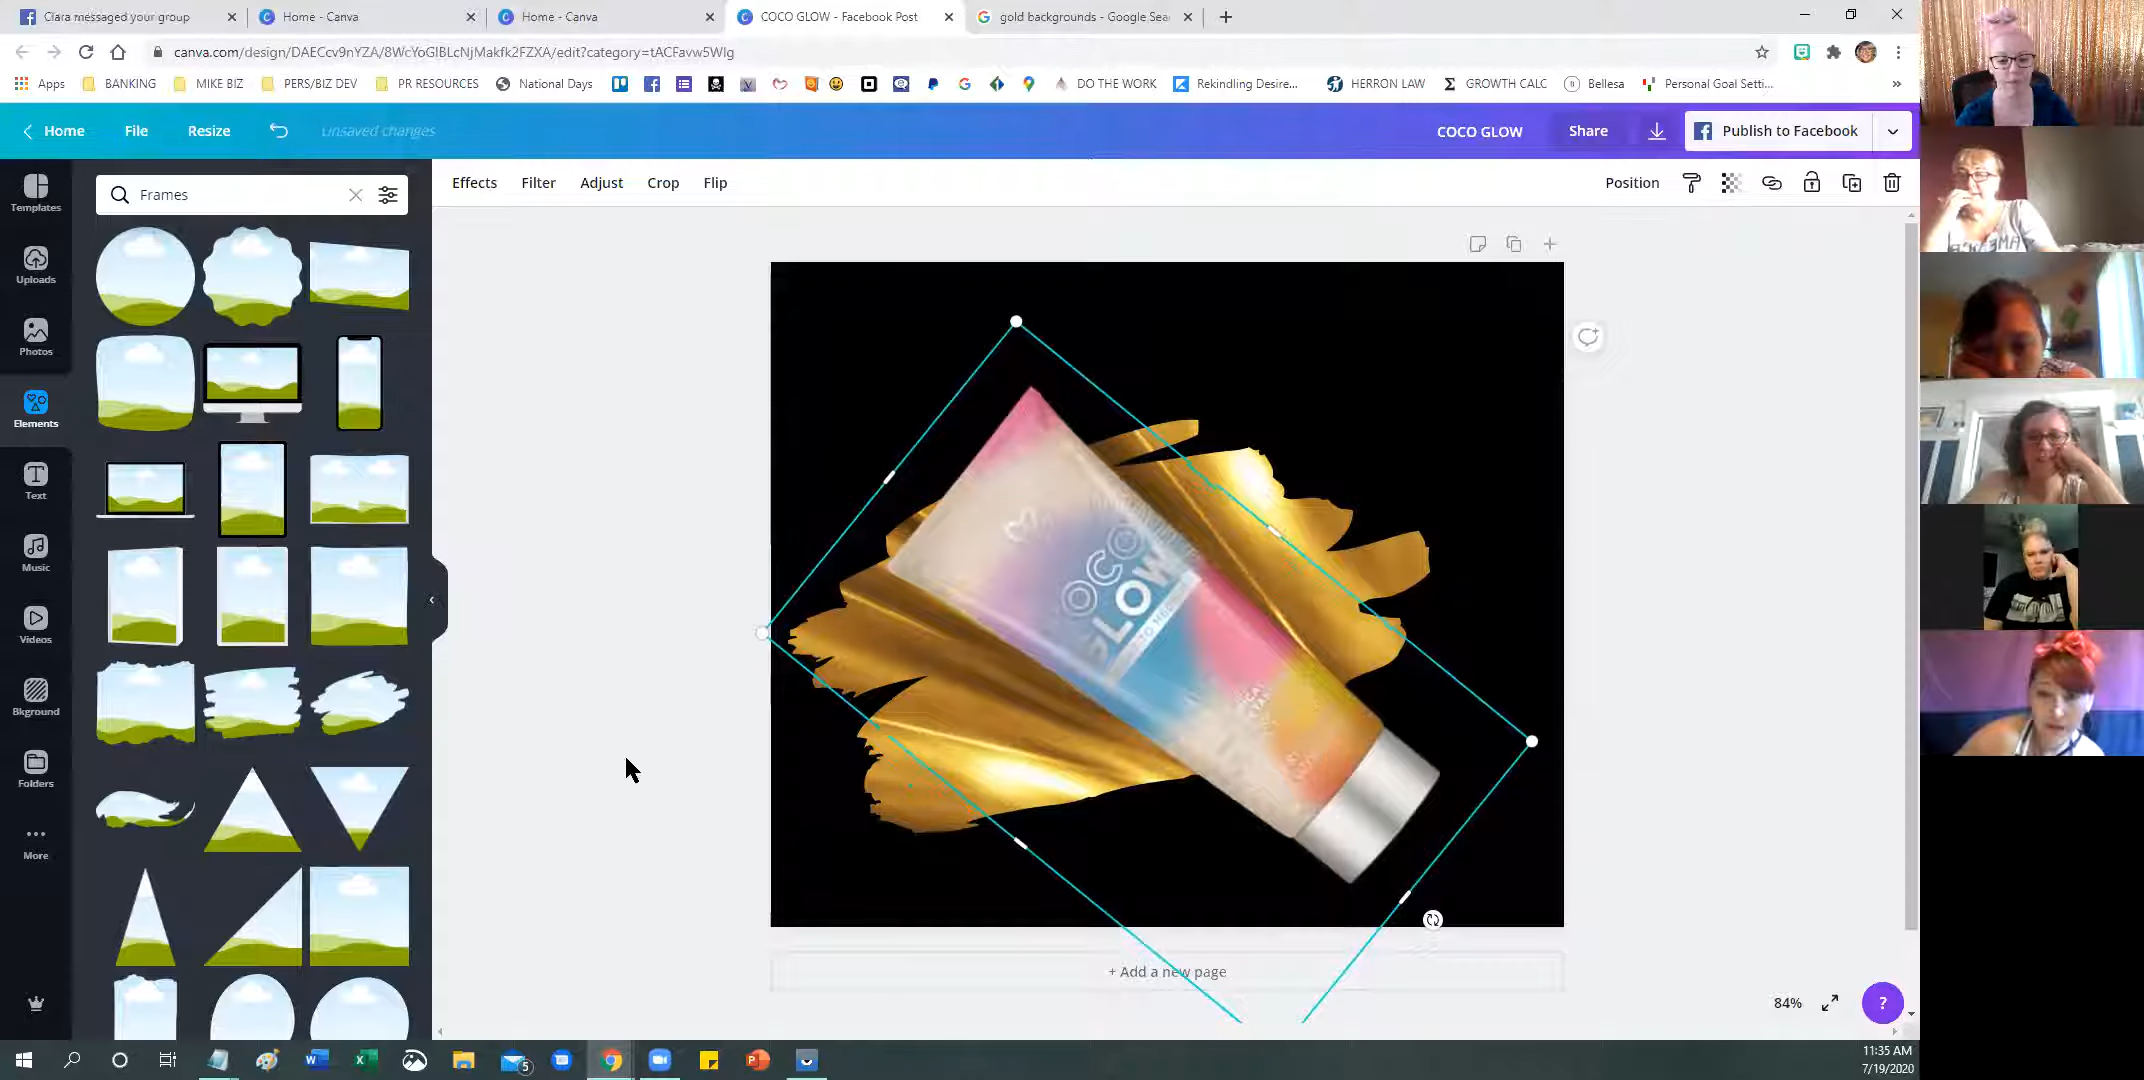 Clara messaged your group
Home - Canva
Home - Canva
COCO GLOW - Facebook Post
gold backgrounds - Google Sea
canva.com/design/DAECcv9nYZA/8WcYoGlBLcNjMakfk2FZXA/edit?category=tACFavw5WIg
Apps
BANKING
MIKE BIZ
PERS/BIZ DEV
PR RESOURCES
National Days
DO THE WORK
Rekindling Desire...
HERRON LAW
GROWTH CALC
Bellesa
Personal Goal Setti...
Home
File
Resize
Unsaved changes
COCO GLOW
Share
Publish to Facebook
Templates
Frames
Effects
Filter
Adjust
Crop
Flip
Position
Uploads
Photos
Elements
Text
Music
Videos
Bkground
Folders
More
COCO
GLOW
+ Add a new page
84%
?
5
11:35 AM
7/19/2020